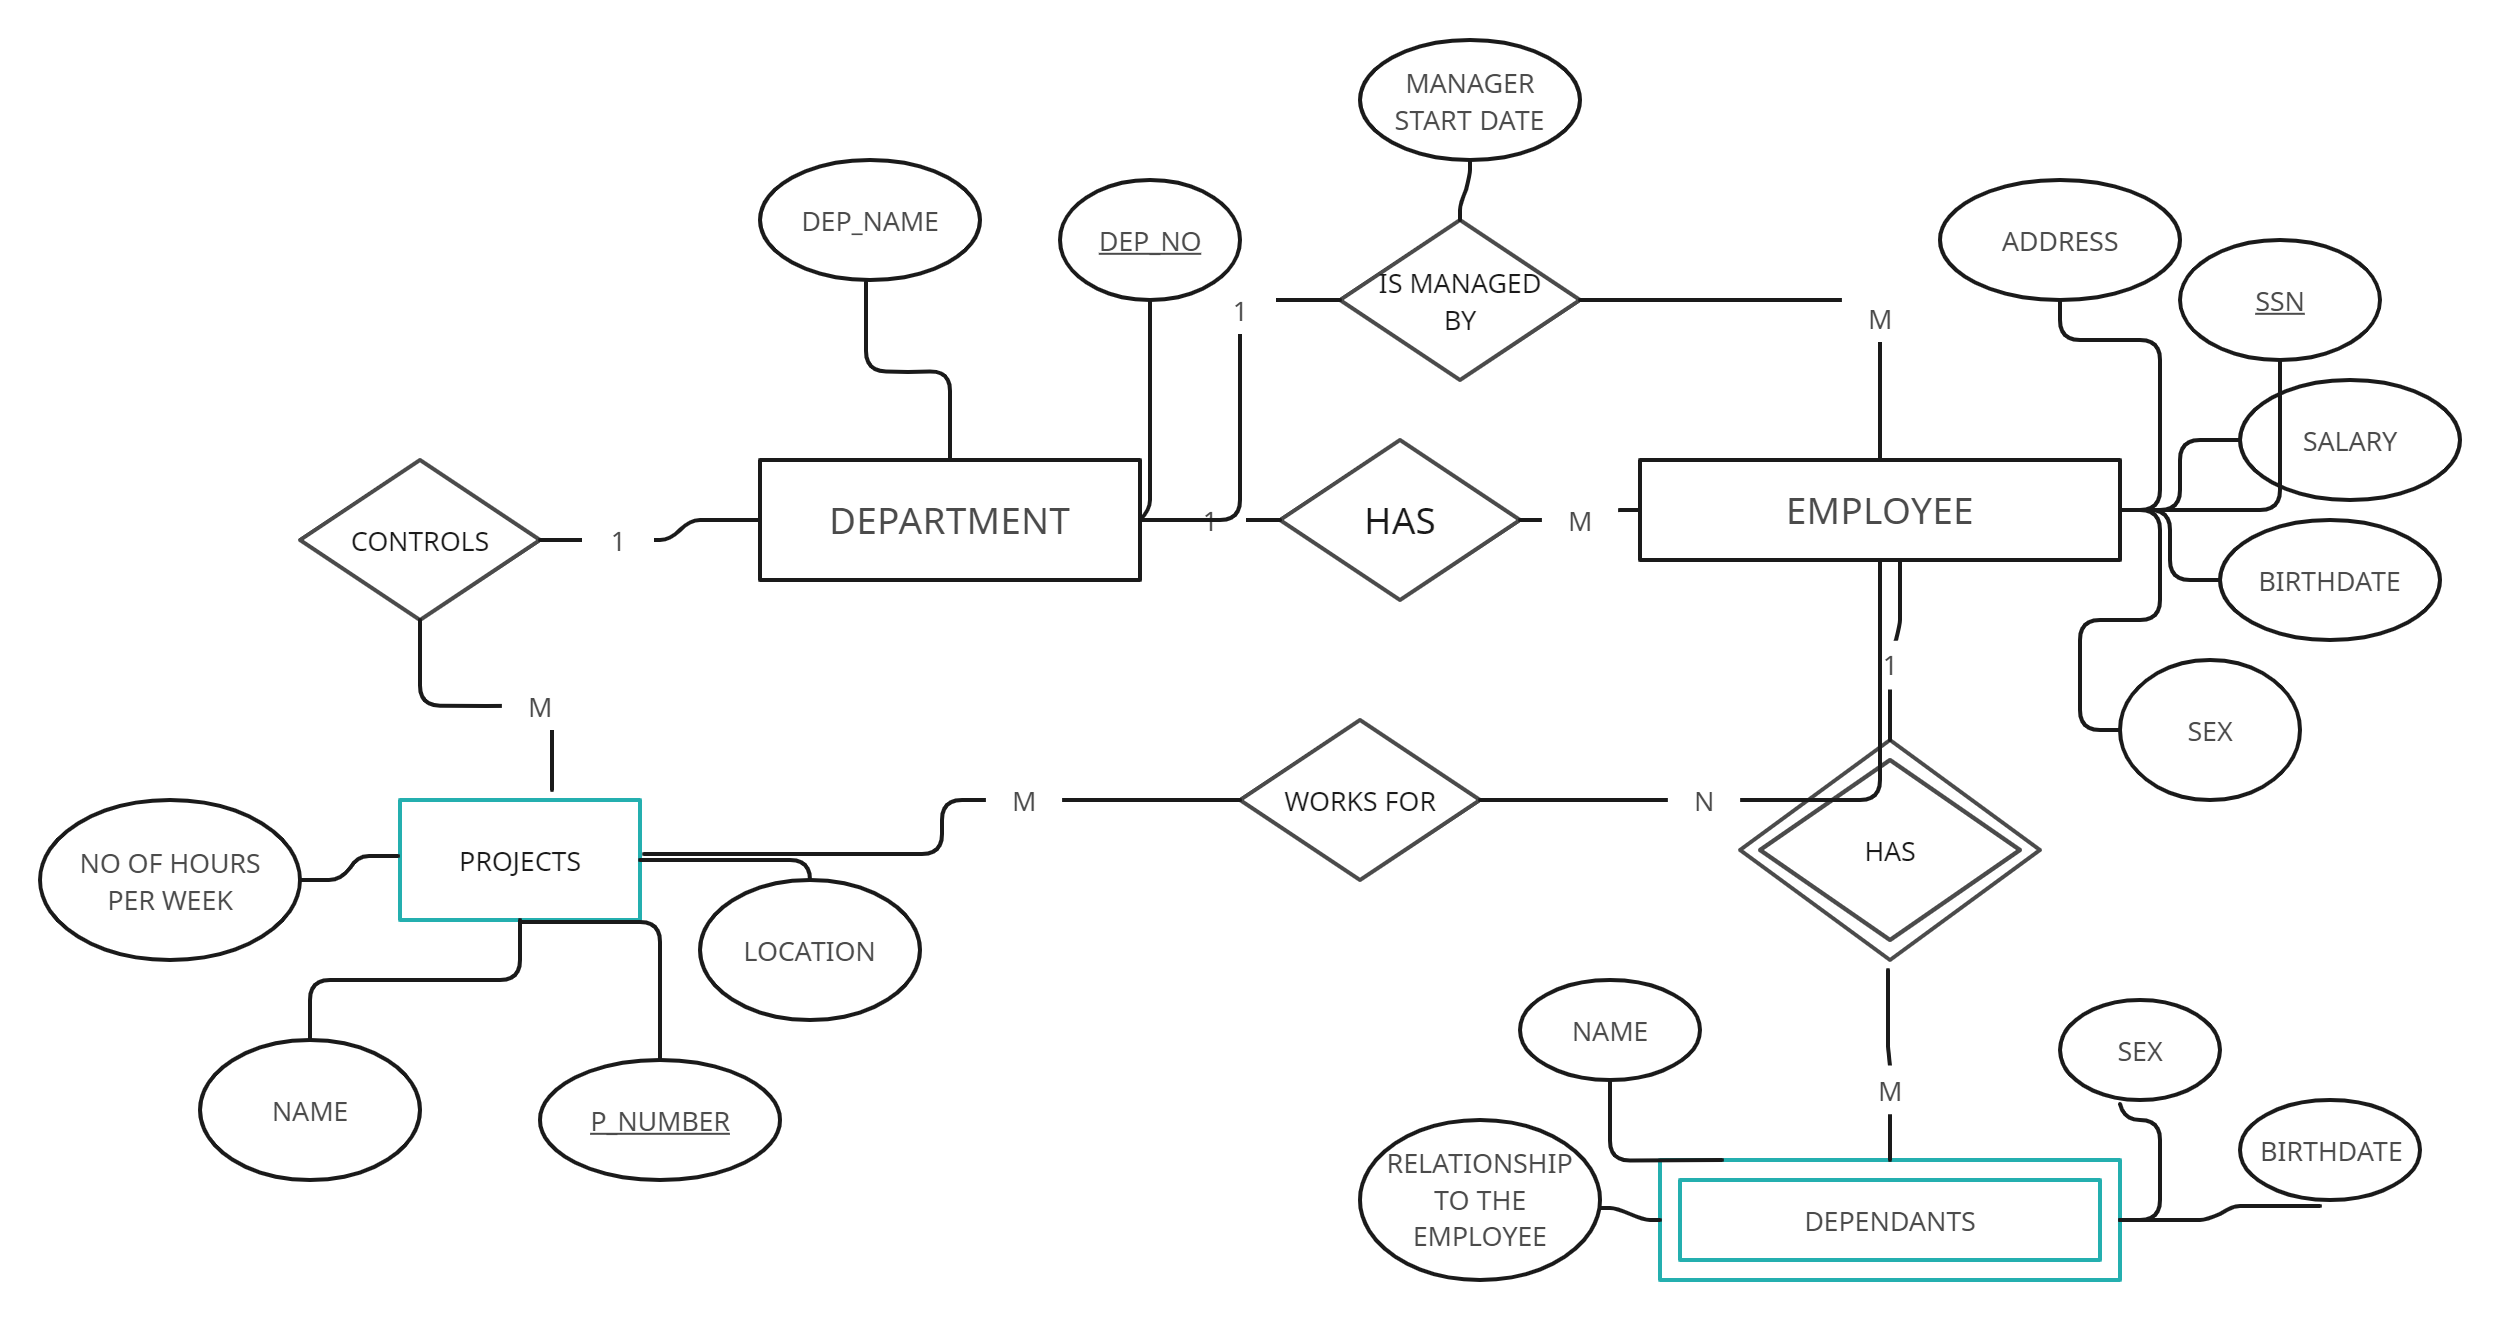 MANAGER
START DATE
DEP_NAME
DEP_NO
ADDRESS
SSN
1
IS MANAGED
BY
M
SALARY
CONTROLS
1
DEPARTMENT
1
HAS
M
EMPLOYEE
BIRTHDATE
1
M
SEX
NO OF HOURS
PER WEEK
PROJECTS
M
WORKS FOR
N
HAS
LOCATION
NAME
P_NUMBER
NAME
M
SEX
RELATIONSHIP
TO THE
EMPLOYEE
DEPENDANTS
BIRTHDATE